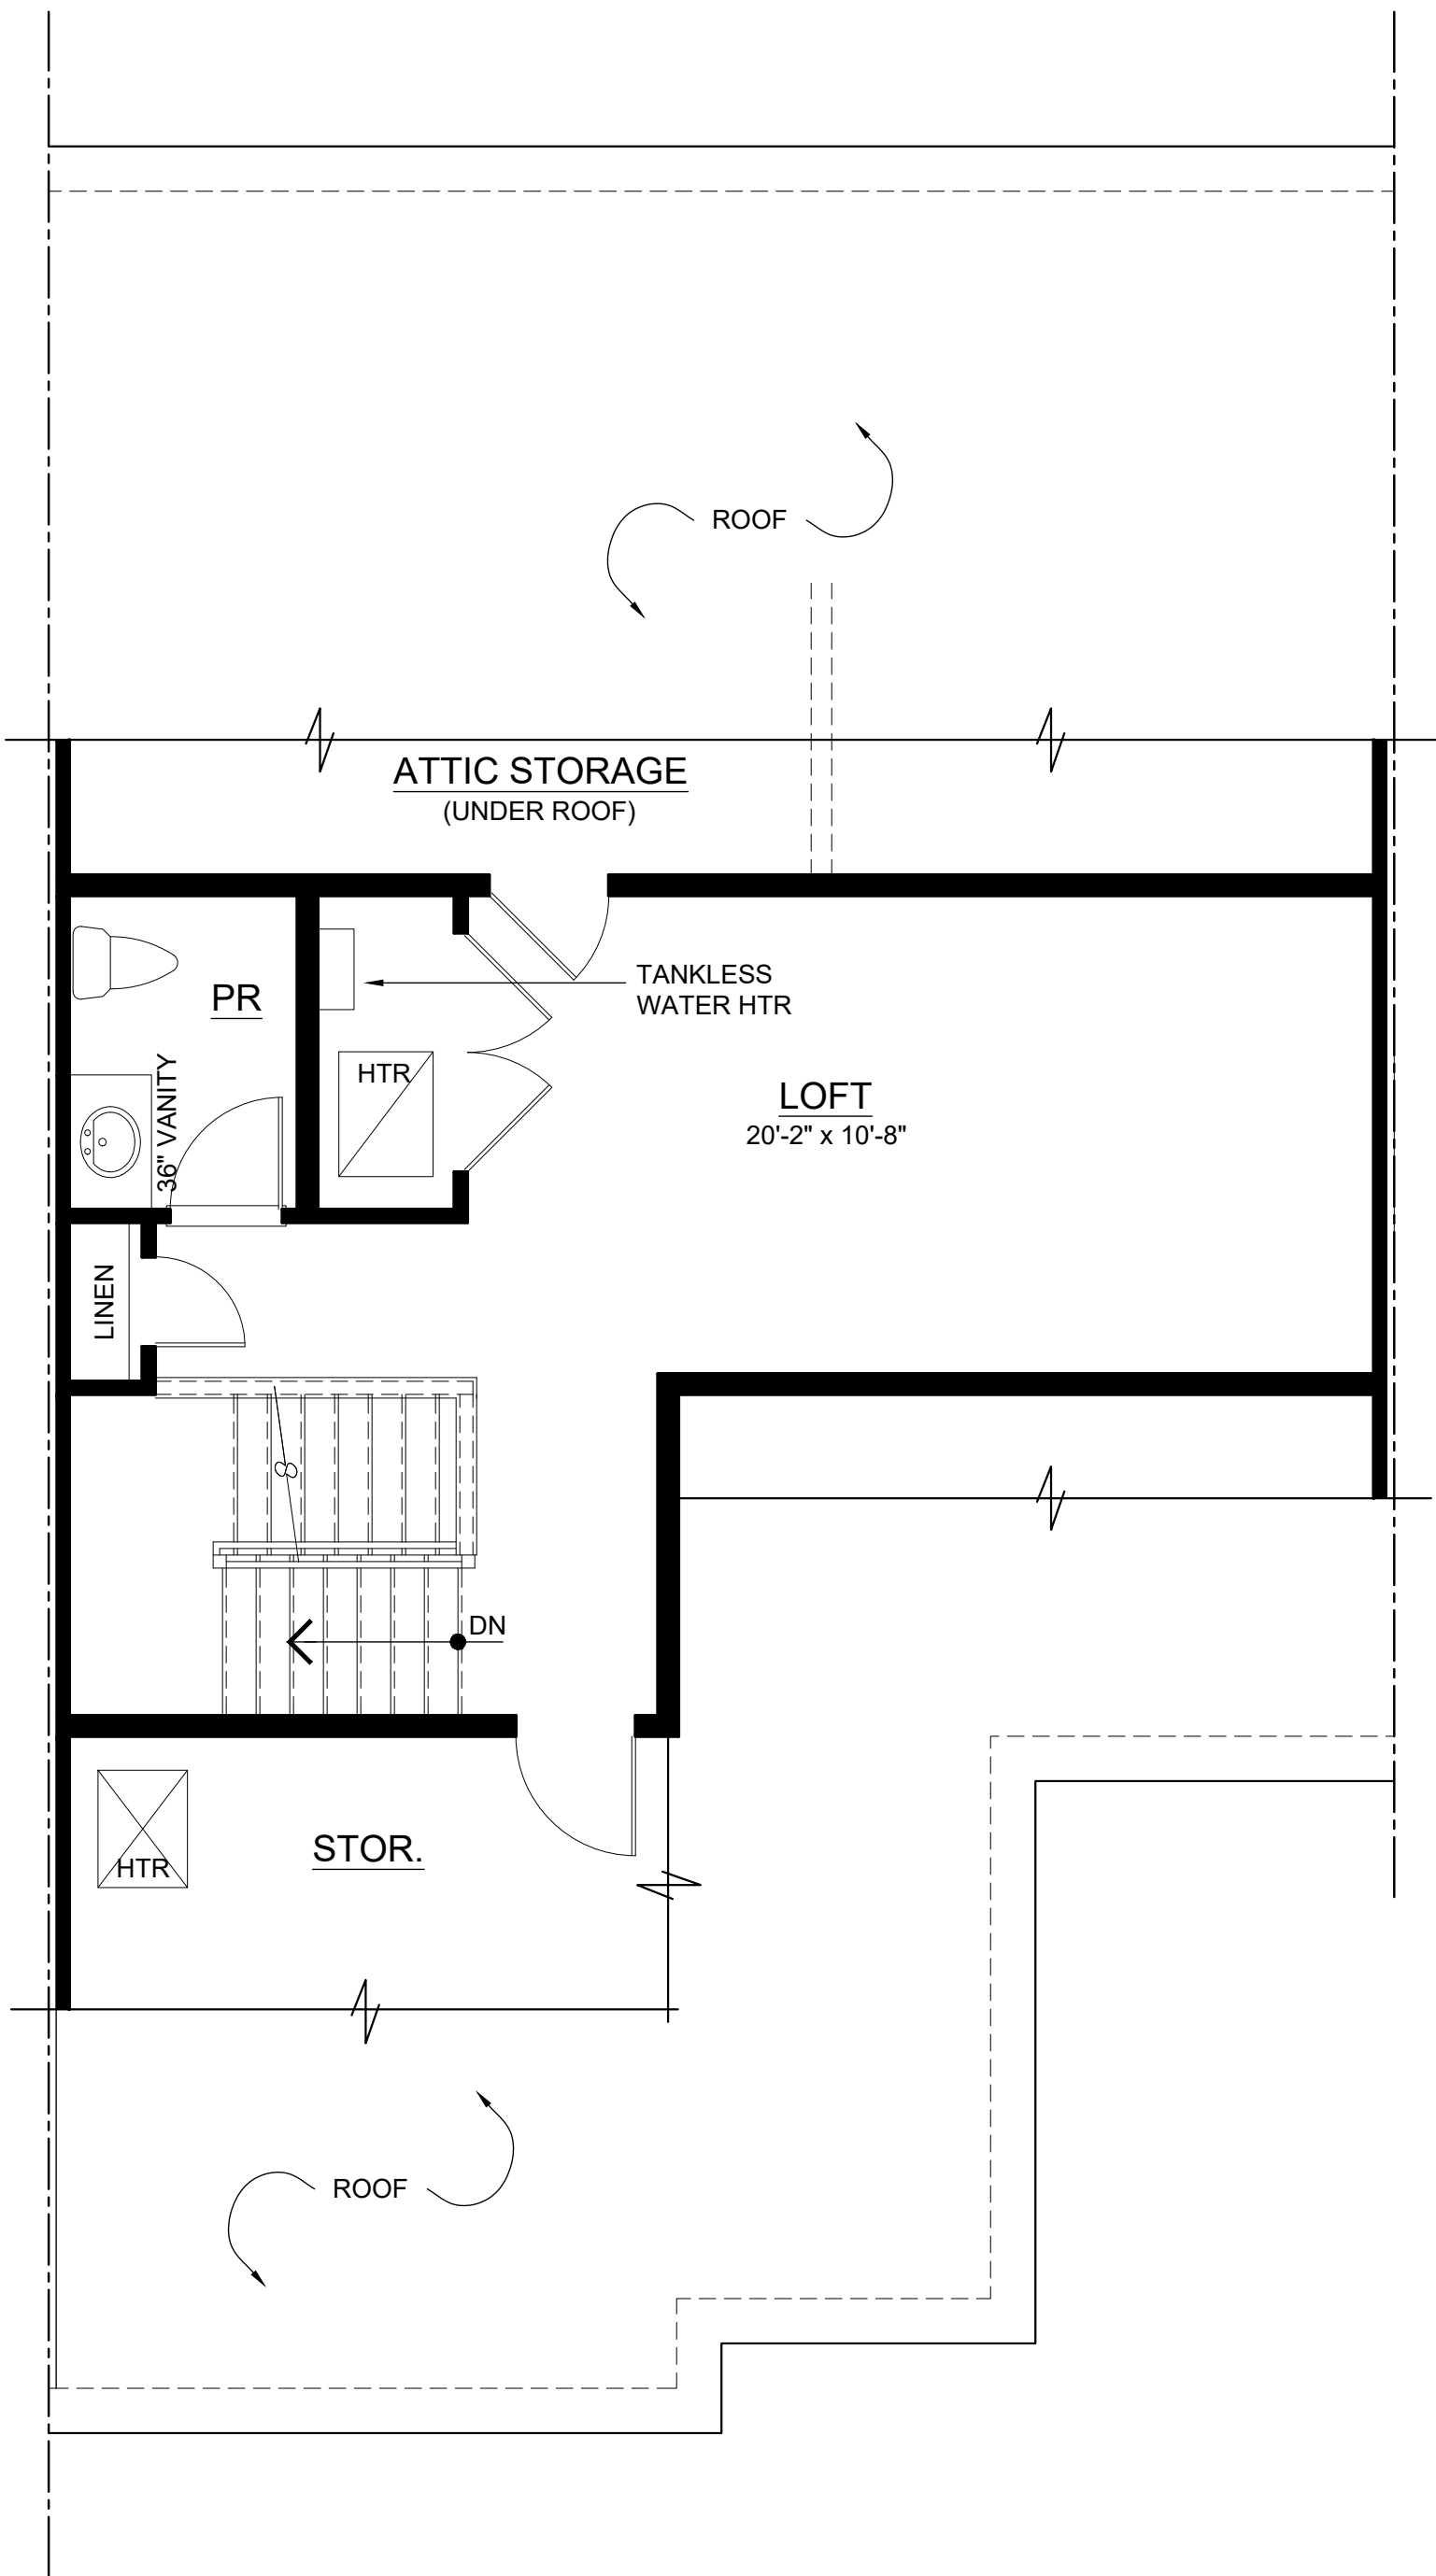 ROOF
ATTIC STORAGE
(UNDER ROOF)
TANKLESS
WATER HTR
PR
HTR
36" VANITY
LOFT
20'-2" x 10'-8"
LINEN
DN
STOR.
HTR
ROOF